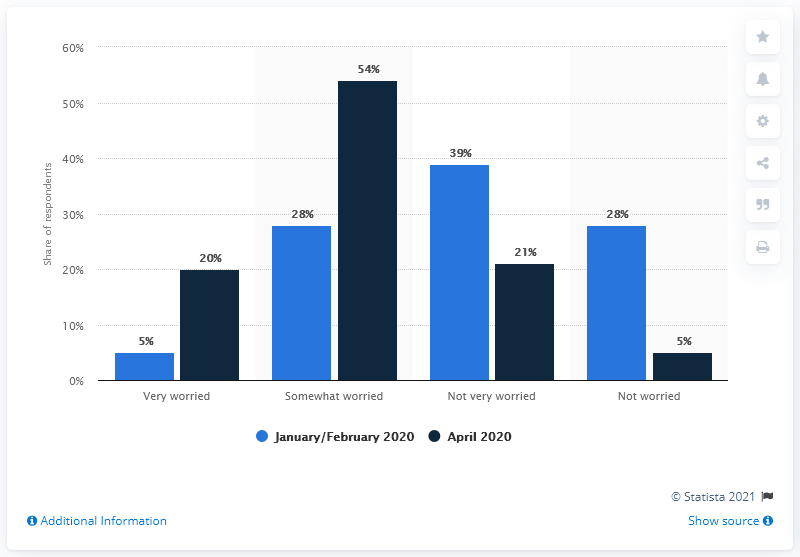 60%
50%
40%
30%
20%
10%
0%
Share of respondents
5%
20%
28%
54%
39%
21%
28%
5%
Very worried
Somewhat worried
Not very worried
Not worried
January/February 2020
April 2020
© Statista 2021
Additional Information
Show source